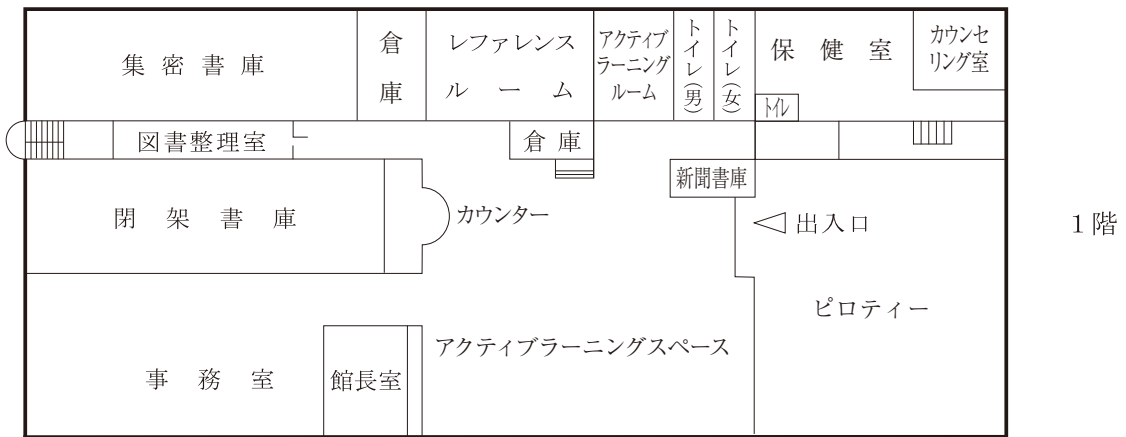 集密書庫
倉庫
レファレンス
ルーム
アクティブ
ラーニング
ルーム
トイレ(男)
トイレ(女)
保健室
カウンセ
リング室
トイレ
図書整理室
倉庫
新聞書庫
閉架書庫
カウンター
出入口
1階
ピロティー
アクティブラーニングスペース
事務室
館長室